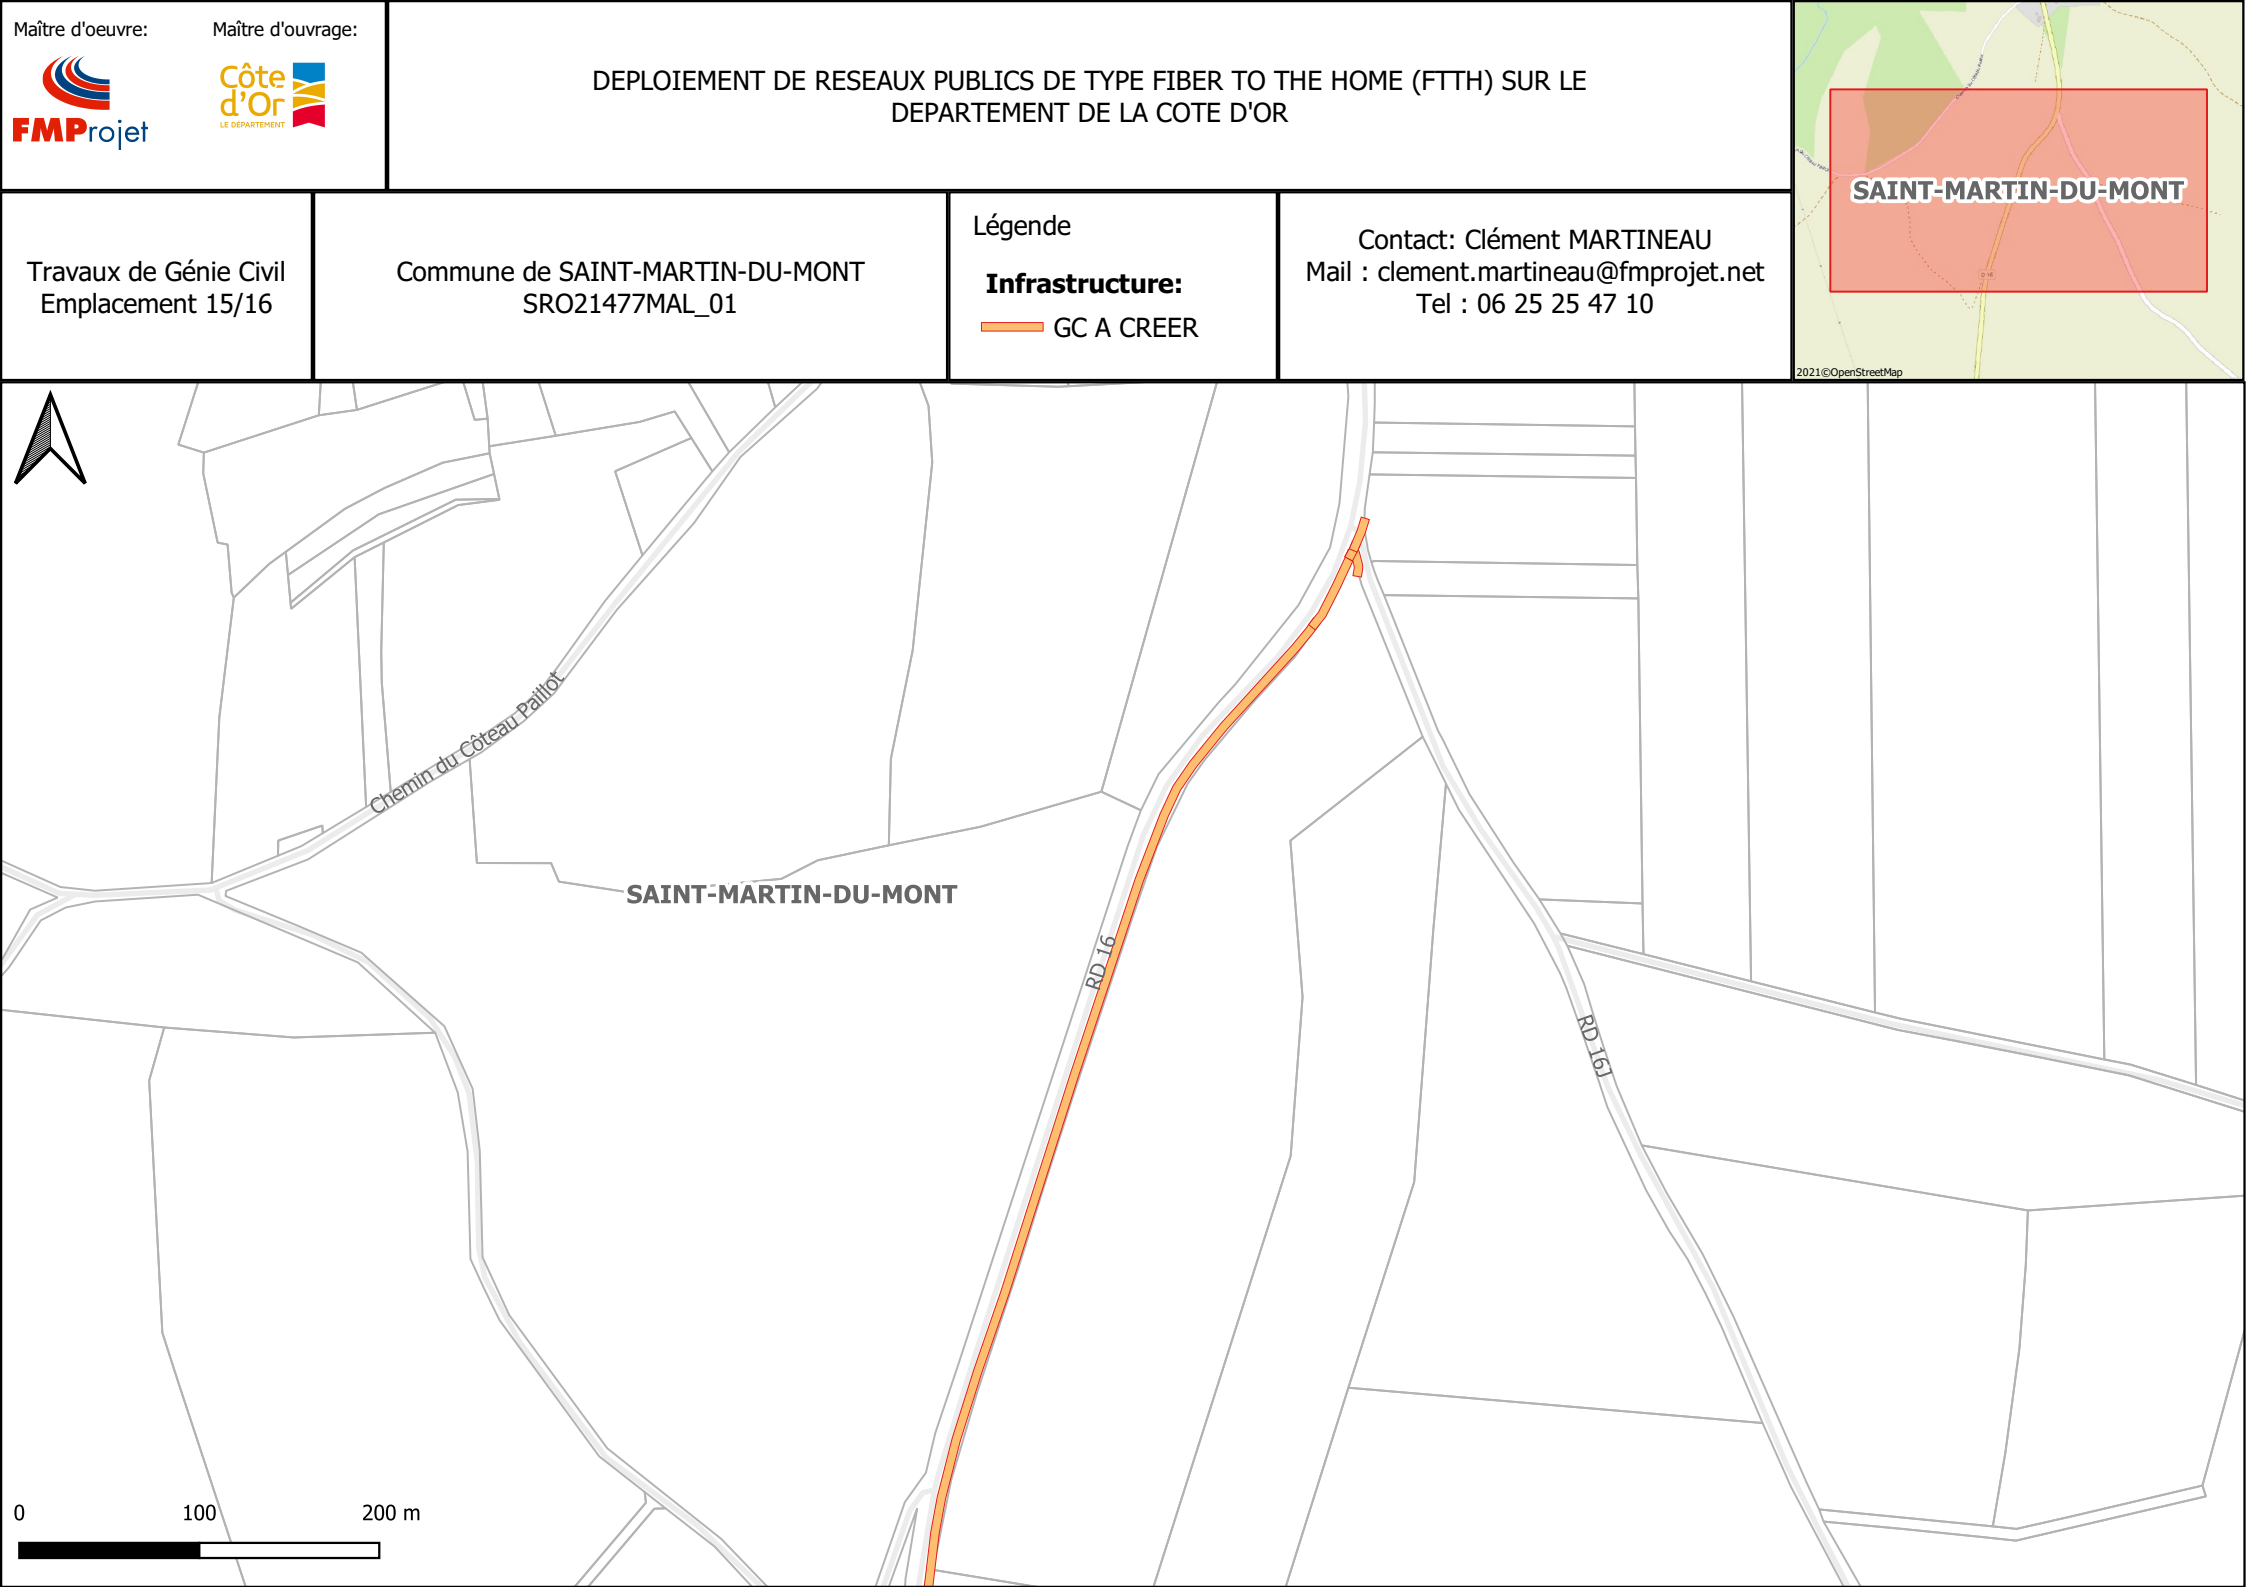 Maître d'oeuvre:
Maître d'ouvrage:
FMProjet
Côte
d'Or
LE DÉPARTEMENT
DEPLOIEMENT DE RESEAUX PUBLICS DE TYPE FIBER TO THE HOME (FTTH) SUR LE
DEPARTEMENT DE LA COTE D'OR
Travaux de Génie Civil
Emplacement 15/16
Commune de SAINT-MARTIN-DU-MONT
SRO21477MAL_01
Légende
Infrastructure:
GC A CREER
Contact: Clément MARTINEAU
Mail : clement.martineau@fmprojet.net
Tel : 06 25 25 47 10
SAINT-MARTIN-DU-MONT
D 16
2021©OpenStreetMap
Chemin du Côteau Paillot
SAINT-MARTIN-DU-MONT
RD 16
RD 16J
0 100 200 m